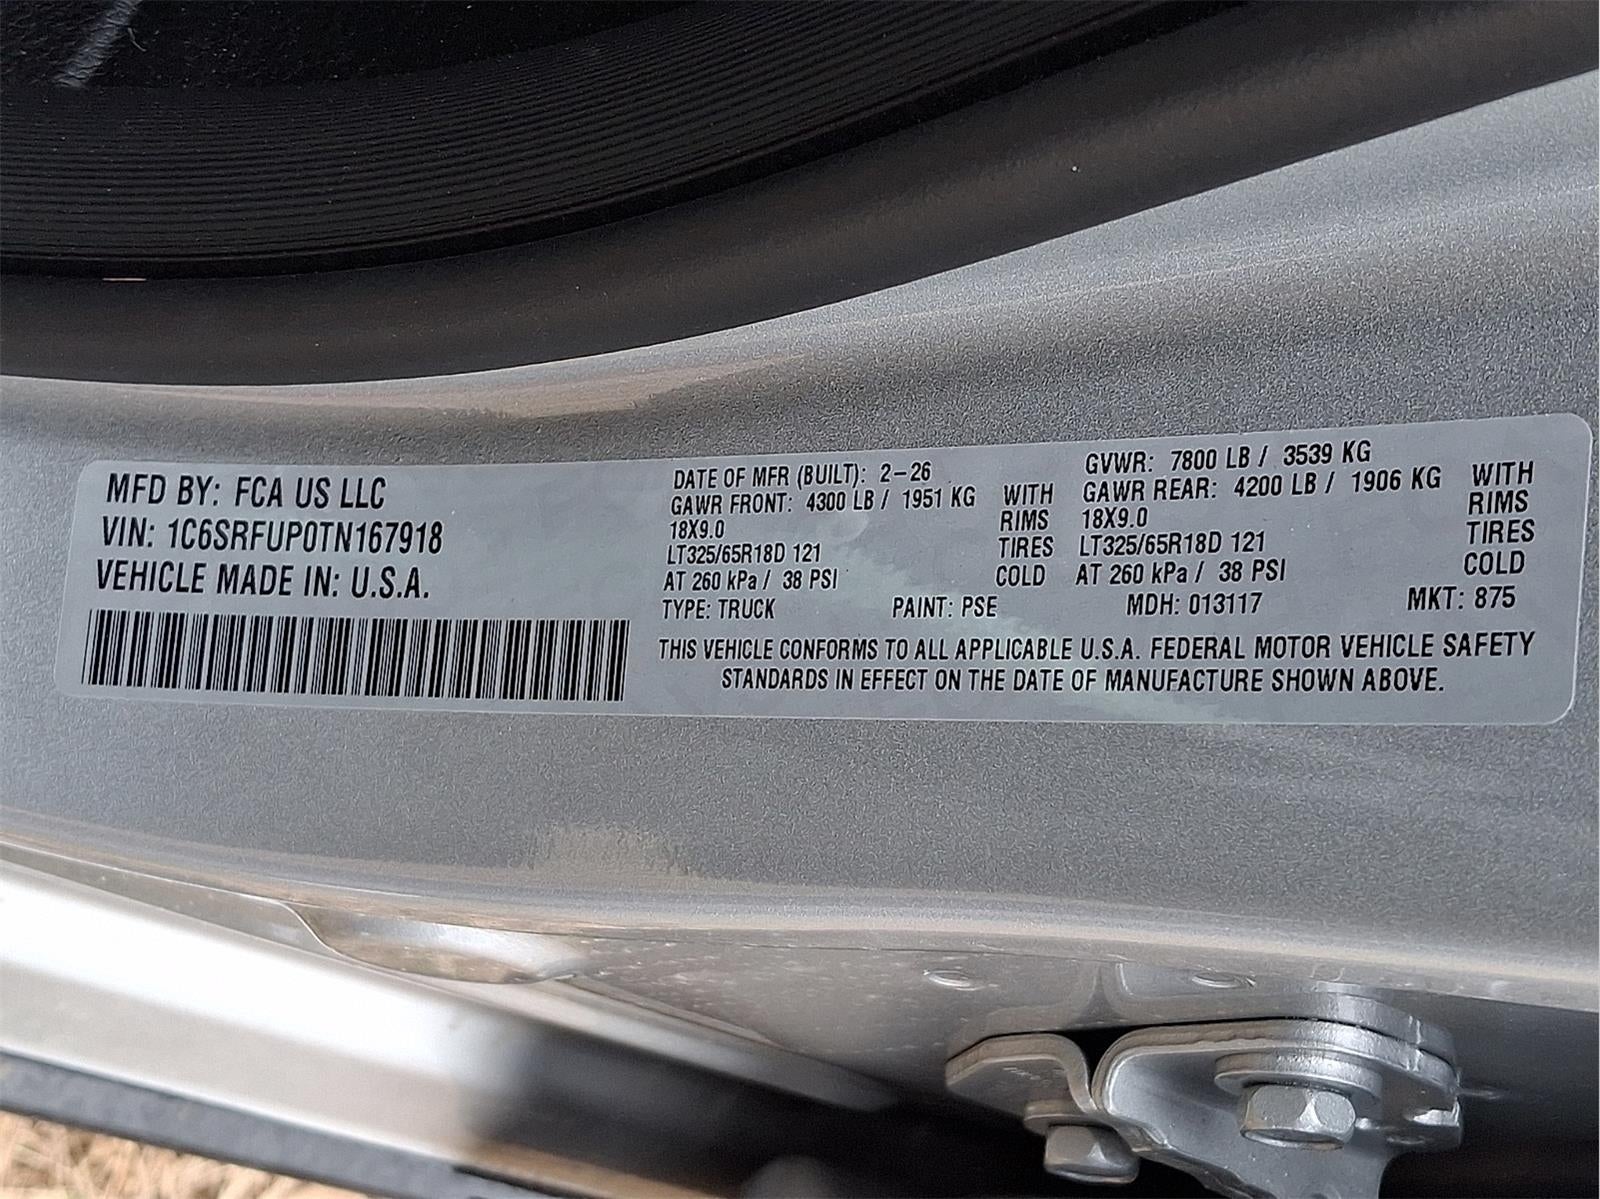 MFD BY: FCA US LLC
VIN: 1C6SRFUP0TN167918
VEHICLE MADE IN: U.S.A.
DATE OF MFR (BUILT): 2-26
GAWR FRONT: 4300 LB / 1951 KG WITH
18X9.0 RIMS
LT325/65R18D 121 TIRES
AT 260 kPa / 38 PSI COLD
GVWR: 7800 LB / 3539 KG
GAWR REAR: 4200 LB / 1906 KG WITH
18X9.0 RIMS
LT325/65R18D 121 TIRES
AT 260 kPa / 38 PSI COLD
TYPE: TRUCK PAINT: PSE MDH: 013117 MKT: 875
THIS VEHICLE CONFORMS TO ALL APPLICABLE U.S.A. FEDERAL MOTOR VEHICLE SAFETY
STANDARDS IN EFFECT ON THE DATE OF MANUFACTURE SHOWN ABOVE.